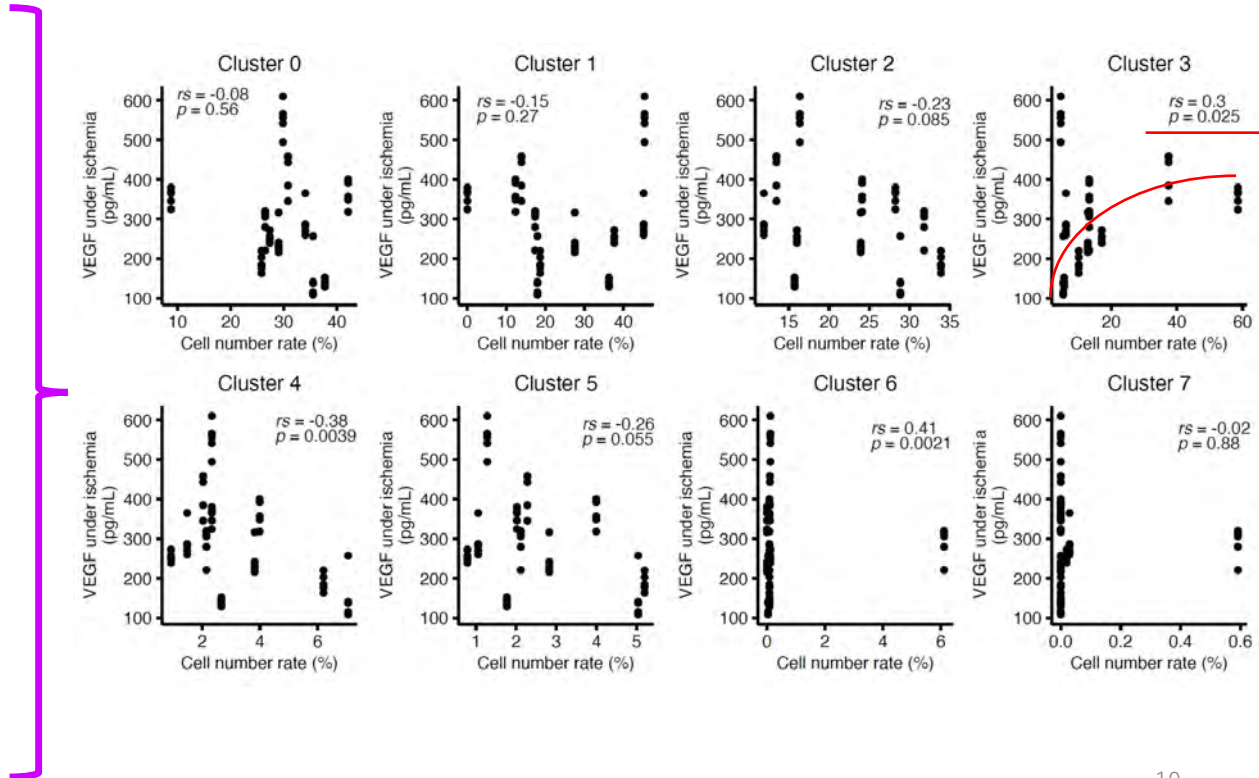 Cluster 0
rs = -0.08
p = 0.56
600
500
400
300
200
100
VEGF under ischemia
(pg/mL)
10 20 30 40
Cell number rate (%)
Cluster 1
rs = -0.15
p = 0.27
600
500
400
300
200
100
VEGF under ischemia
(pg/mL)
0 10 20 30 40
Cell number rate (%)
Cluster 2
rs = -0.23
p = 0.085
600
500
400
300
200
100
VEGF under ischemia
(pg/mL)
15 20 25 30 35
Cell number rate (%)
Cluster 3
rs = 0.3
p = 0.025
600
500
400
300
200
100
VEGF under ischemia
(pg/mL)
20 40 60
Cell number rate (%)
Cluster 4
rs = -0.38
p = 0.0039
600
500
400
300
200
100
VEGF under ischemia
(pg/mL)
2 4 6
Cell number rate (%)
Cluster 5
rs = -0.26
p = 0.055
600
500
400
300
200
100
VEGF under ischemia
(pg/mL)
1 2 3 4 5
Cell number rate (%)
Cluster 6
rs = 0.41
p = 0.0021
600
500
400
300
200
100
VEGF under ischemia
(pg/mL)
0 2 4 6
Cell number rate (%)
Cluster 7
rs = -0.02
p = 0.88
600
500
400
300
200
100
VEGF under ischemia
(pg/mL)
0.0 0.2 0.4 0.6
Cell number rate (%)